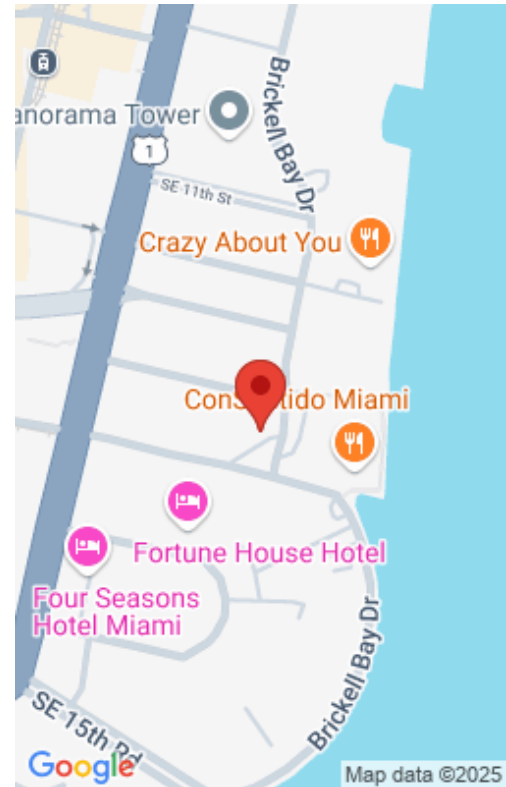 Brickell Bay Dr
anorama Tower
1
SE 11th St
Crazy About You
Miami
Fortune House Hotel
Four Seasons
Hotel Miami
Brickell Bay Dr
SE 15th Rd
Google
Map data ©2025